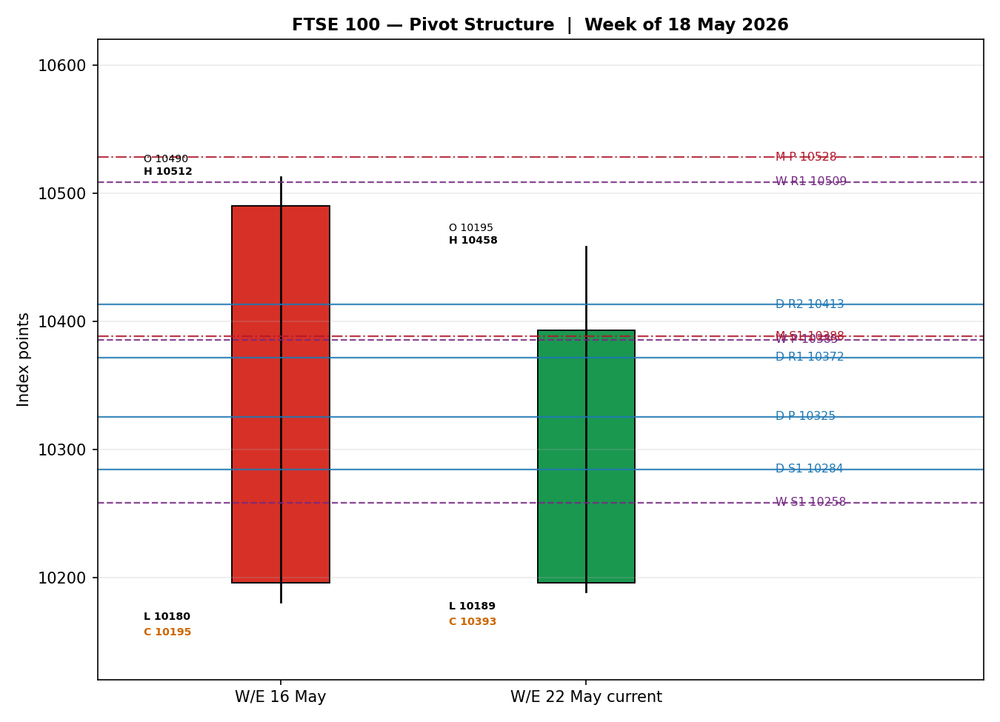 FTSE 100 — Pivot Structure | Week of 18 May 2026
Index points
10600
10500
10400
10300
10200
O 10490
H 10512
L 10180
C 10195
O 10195
H 10458
L 10189
C 10393
M P 10528
W R1 10509
D R2 10413
M S1 10388
W P 10385
D R1 10372
D P 10325
D S1 10284
W S1 10258
W/E 16 May
W/E 22 May current